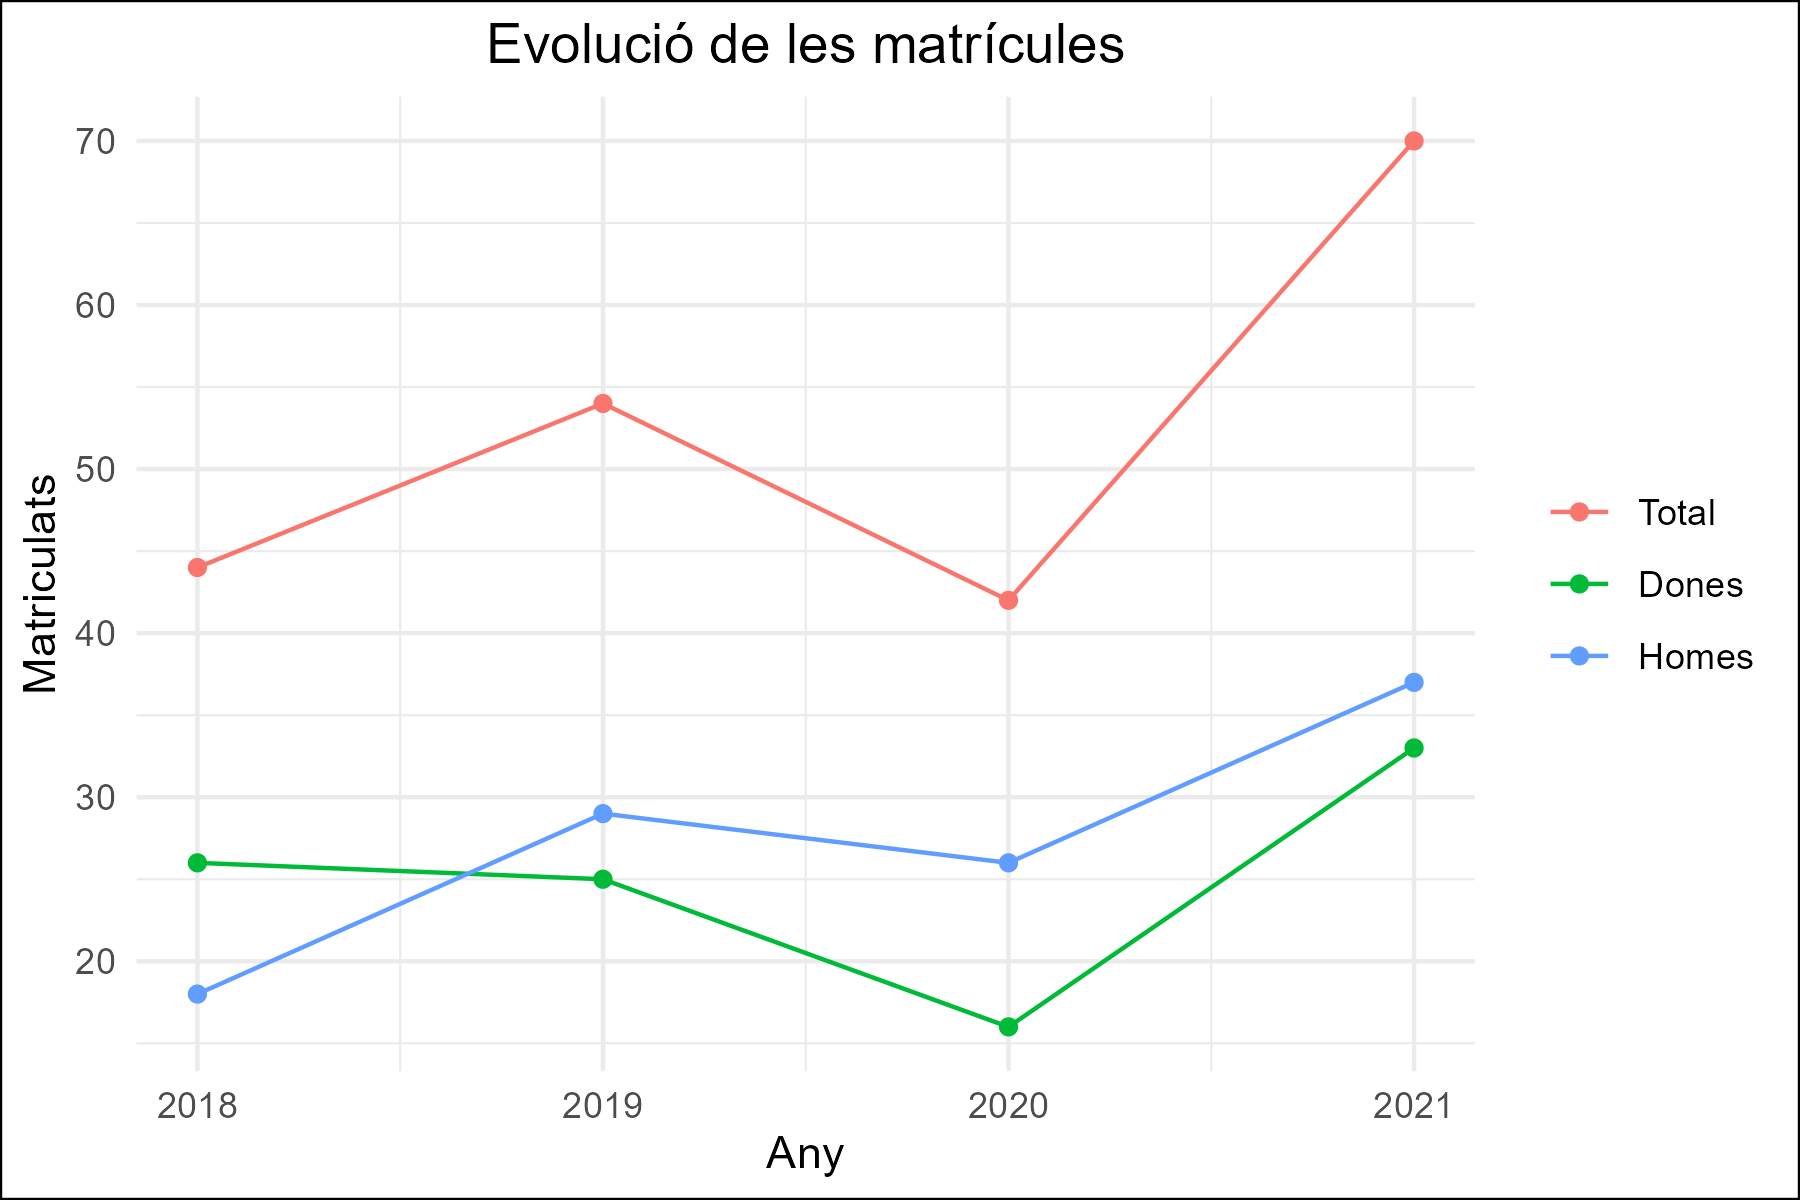 Evolució de les matrícules
70
60
50
40
30
20
Matriculats
2018
2019
2020
2021
Any
Total
Dones
Homes